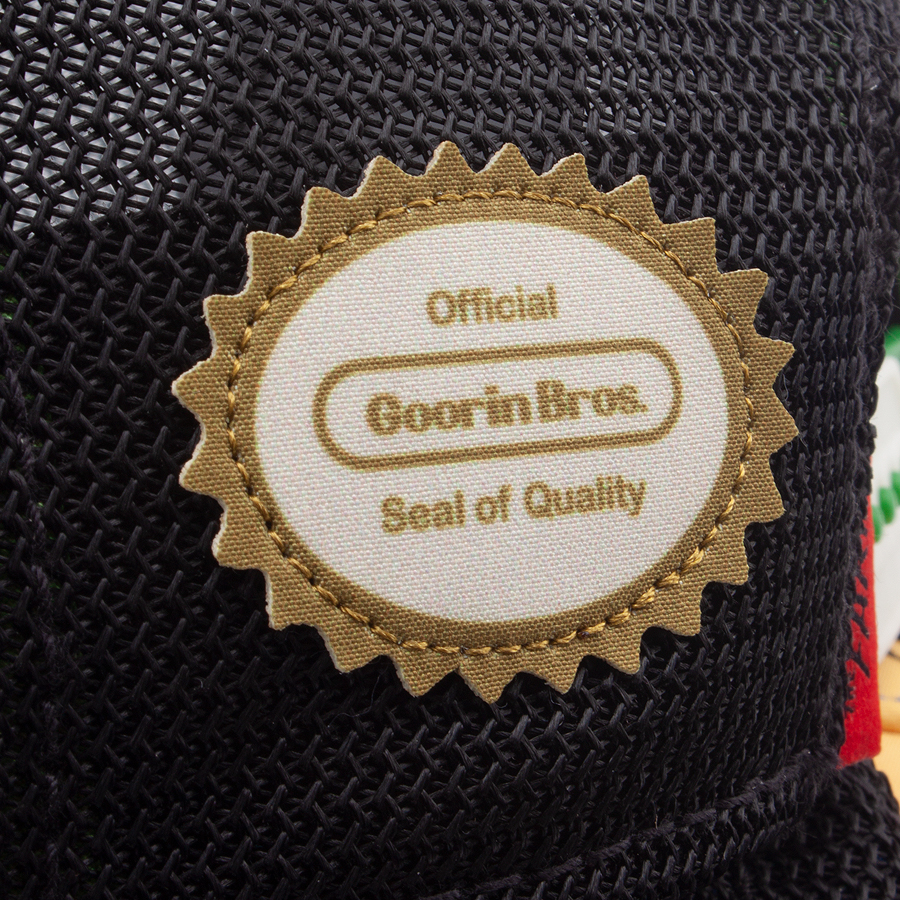 Official
Goorin Bros.
Seal of Quality